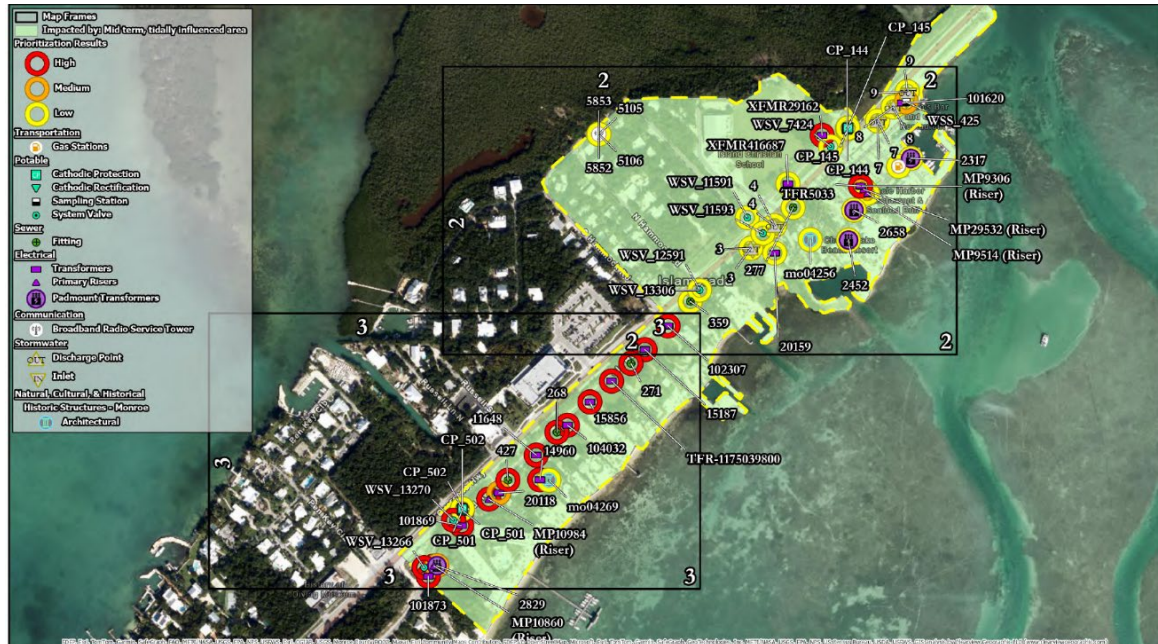 Map Frames
Impacted by: Mid term, tidally influenced area
Prioritization Results
High
Medium
Low
Transportation
Gas Stations
Potable
Cathodic Protection
Cathodic Rectification
Sampling Station
System Valve
Sewer
Fitting
Electrical
Transformers
Primary Risers
Padmount Transformers
Communication
Broadband Radio Service Tower
Stormwater
OUT
Discharge Point
IN
Inlet
Natural, Cultural, & Historical
Historic Structures - Monroe
Architectural
CP_145
CP_144
2
9
2
9
101620
5853
5105
XFMR29162
WSV_7424
WSS_425
8
8
5852
5106
XFMR416687
CP_145
7
7
2317
CP_144
MP9306
(Riser)
WSV_11591
4
TFR5033
WSV_11593
4
2
MP29532 (Riser)
2658
MP9514 (Riser)
WSV_12591
3
3
277
mo04256
2452
WSV_13306
Islamorada
359
20159
3
3
2
2
102307
271
15187
268
15856
11648
104032
TFR-1175039800
CP_502
427
14960
CP_502
WSV_13270
20118
mo04269
3
101869
CP_501
CP_501
MP10984
(Riser)
WSV_13266
3
3
101873
2829
MP10860
(Riser)